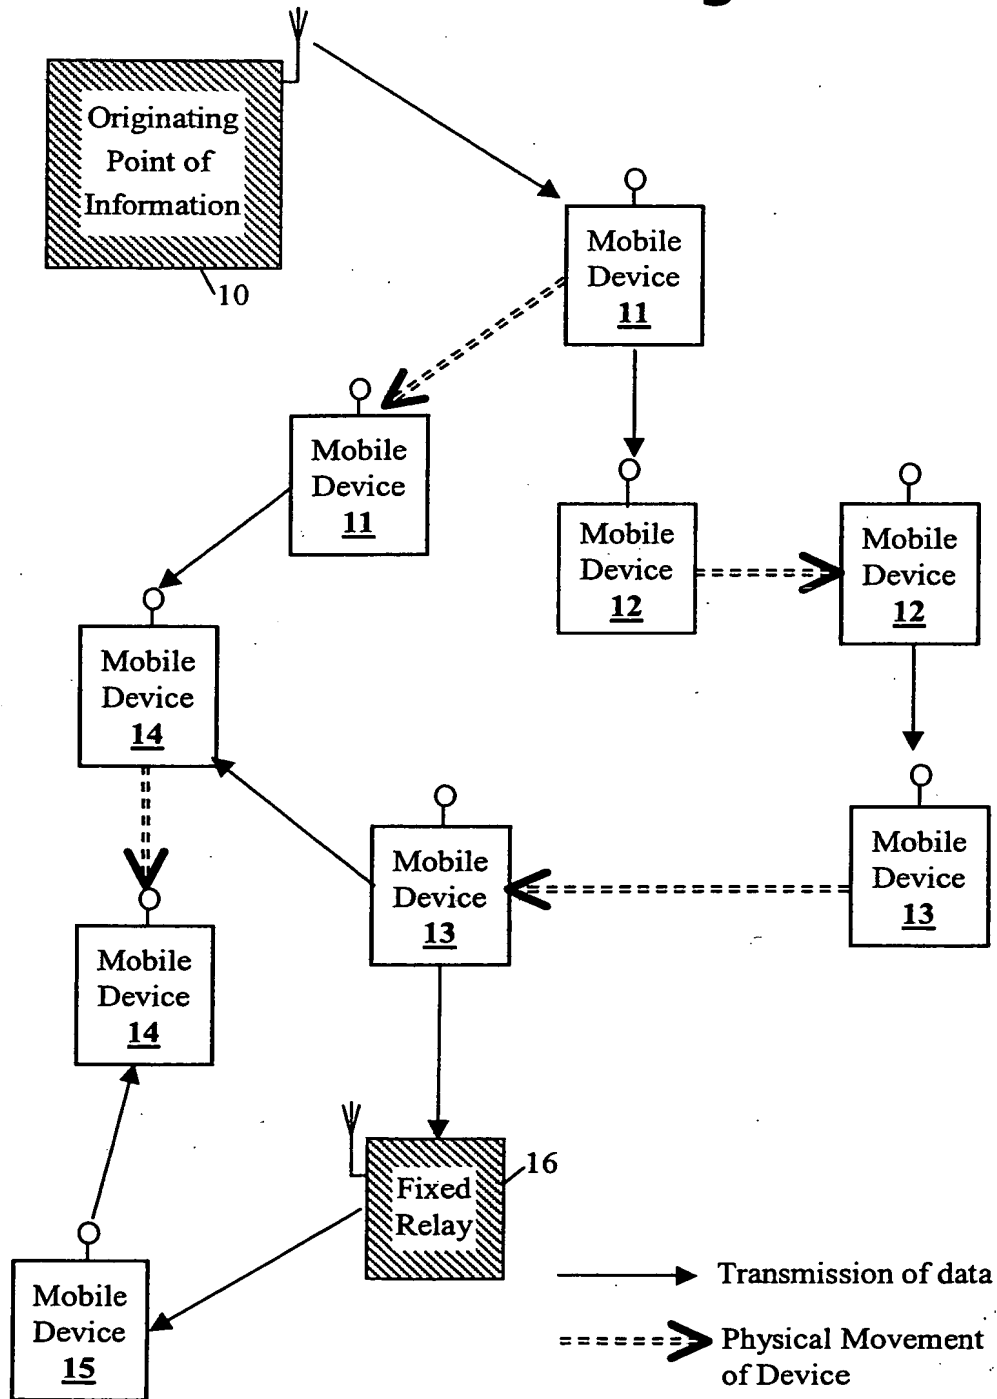 Originating
Point of
Information
10
Mobile
Device
11
Mobile
Device
11
Mobile
Device
12
Mobile
Device
12
Mobile
Device
14
Mobile
Device
13
Mobile
Device
13
Mobile
Device
14
16
Fixed
Relay
Mobile
Device
15
Transmission of data
Physical Movement
of Device